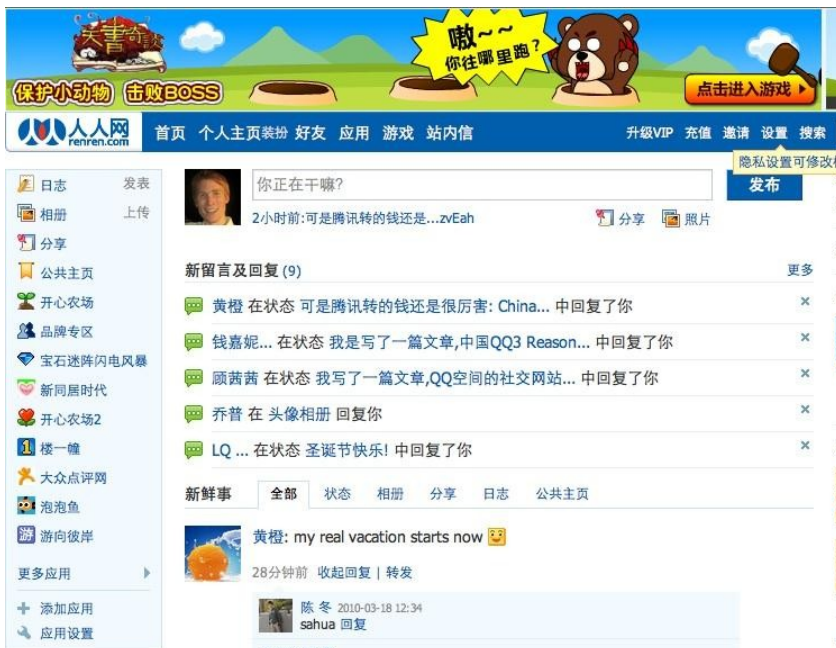 天書奇談
嗷~~
你往哪里跑?
保护小动物 击败BOSS
点击进入游戏
人人网
renren.com
首页 个人主页装扮 好友 应用 游戏 站内信
升级VIP 充值 邀请 设置 搜索
隐私设置可修改
日志 发表
相册 上传
分享
公共主页
开心农场
品牌专区
宝石迷阵闪电风暴
新同居时代
开心农场2
1 楼一幢
大众点评网
泡泡鱼
游 游向彼岸
更多应用
添加应用
应用设置
你正在干嘛?
发布
2小时前:可是腾讯转的钱还是...zvEah
分享 照片
新留言及回复 (9) 更多
黄橙 在状态 可是腾讯转的钱还是很厉害: China... 中回复了你 ×
钱嘉妮... 在状态 我是写了一篇文章,中国QQ3 Reason... 中回复了你 ×
顾茜茜 在状态 我写了一篇文章,QQ空间的社交网站... 中回复了你 ×
乔普 在 头像相册 回复你 ×
LQ ... 在状态 圣诞节快乐! 中回复了你 ×
新鲜事 全部 状态 相册 分享 日志 公共主页
黄橙: my real vacation starts now
28分钟前 收起回复 | 转发
陈 冬 2010-03-18 12:34
sahua 回复